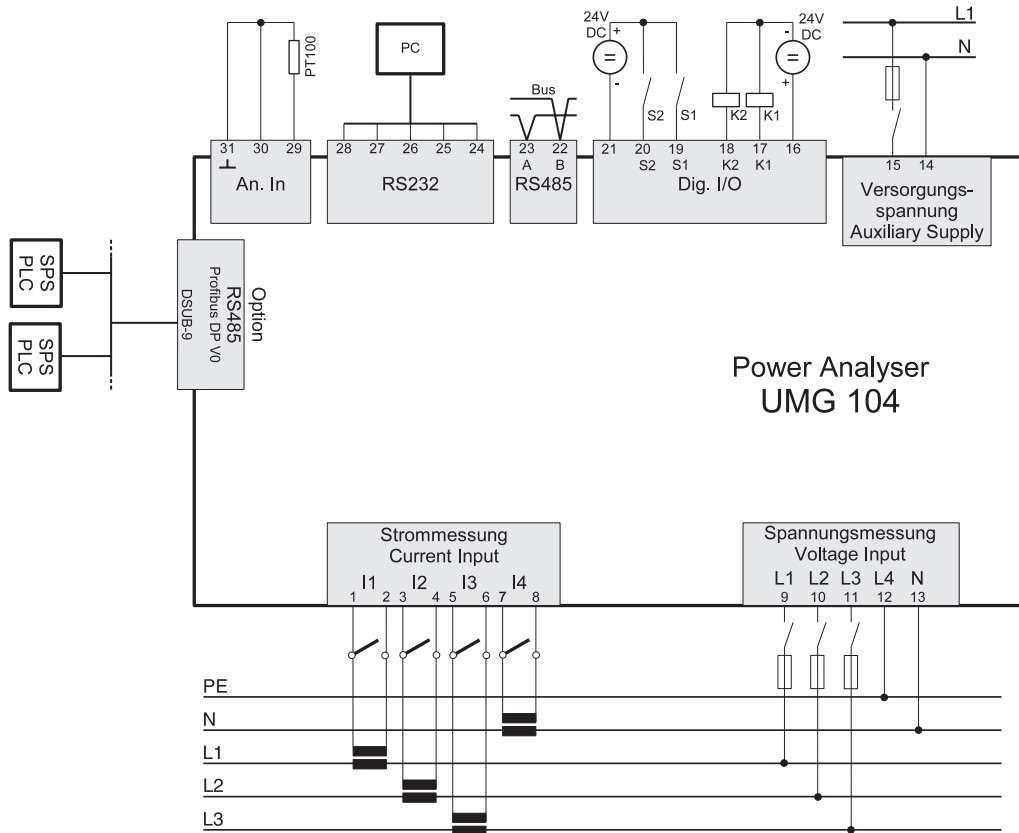 24V
DC
+
-
24V
DC
-
+
L1
N
PT100
PC
Bus
S2
S1
K2
K1
31
30
29
28
27
26
25
24
23
22
21
20
19
18
17
16
15
14
A
B
S2
S1
K2
K1
An. In
RS232
RS485
Dig. I/O
Versorgungs-
spannung
Auxiliary Supply
SPS
PLC
SPS
PLC
Option
RS485
Profibus DP V0
DSUB-9
Power Analyser
UMG 104
Strommessung
Current Input
I1
I2
I3
I4
1
2
3
4
5
6
7
8
Spannungsmessung
Voltage Input
L1
L2
L3
L4
N
9
10
11
12
13
PE
N
L1
L2
L3